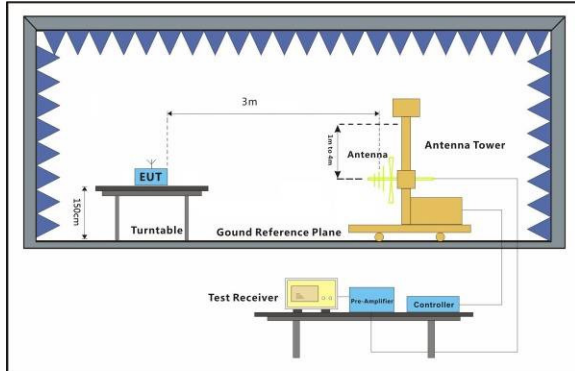 3m
1m to 4m
Antenna
Antenna Tower
EUT
150cm
Turntable
Gound Reference Plane
Test Receiver
Pre-Amplifier
Controller